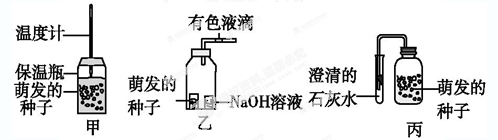 温度计
保温瓶
萌发的
种子
甲
有色液滴
萌发的
种子
NaOH溶液
乙
澄清的
石灰水
萌发的
种子
丙